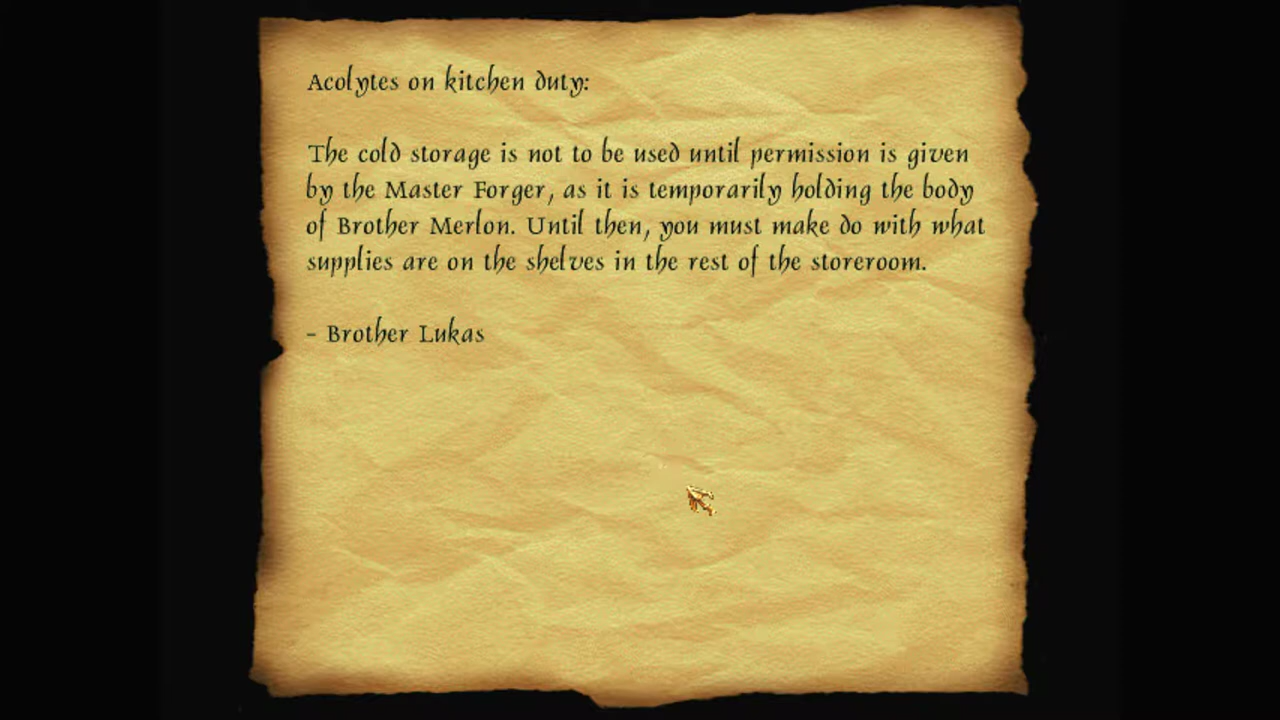 Acolytes on kitchen duty:
The cold storage is not to be used until permission is given
by the Master Forger, as it is temporarily holding the body
of Brother Merlon. Until then, you must make do with what
supplies are on the shelves in the rest of the storeroom.
- Brother Lukas